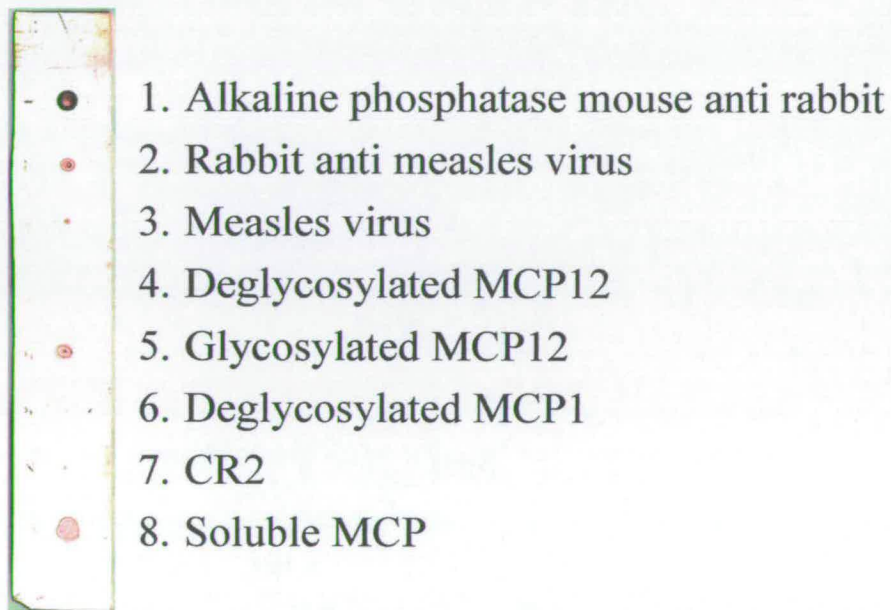 1. Alkaline phosphatase mouse anti rabbit
2. Rabbit anti measles virus
3. Measles virus
4. Deglycosylated MCP12
5. Glycosylated MCP12
6. Deglycosylated MCP1
7. CR2
8. Soluble MCP